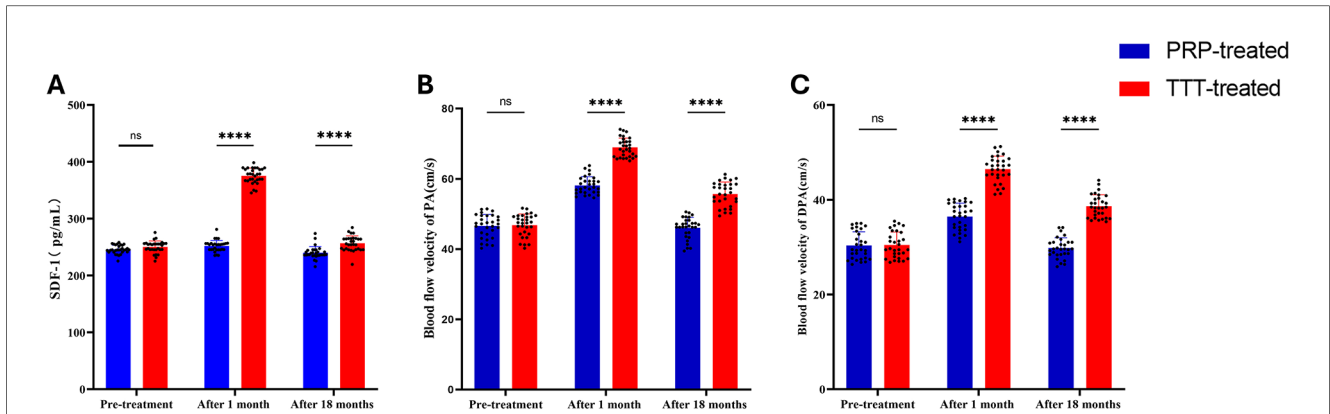 PRP-treated
TTT-treated
A
SDF-1( pg/mL)
500
400
300
200
100
0
ns
****
****
Pre-treatment
After 1 month
After 18 months
B
Blood flow velocity of PA(cm/s)
80
60
40
20
0
ns
****
****
Pre-treatment
After 1 month
After 18 months
C
Blood flow velocity of DPA(cm/s)
60
40
20
0
ns
****
****
Pre-treatment
After 1 month
After 18 months